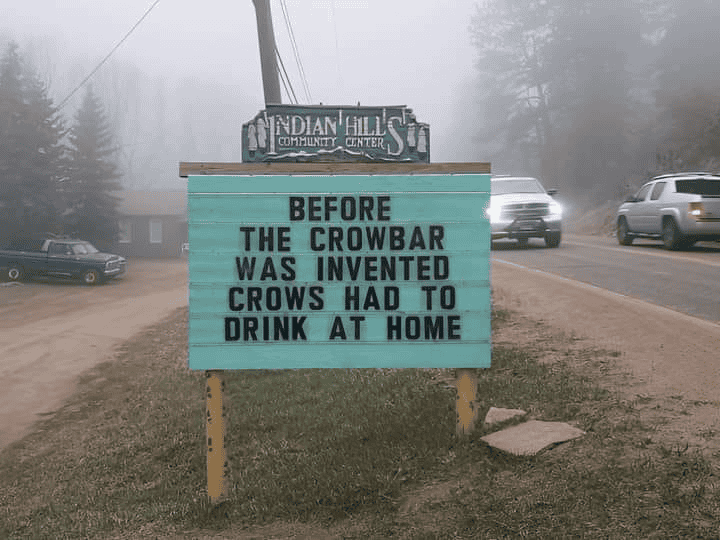 INDIAN HILLS
COMMUNITY CENTER
BEFORE
THE CROWBAR
WAS INVENTED
CROWS HAD TO
DRINK AT HOME